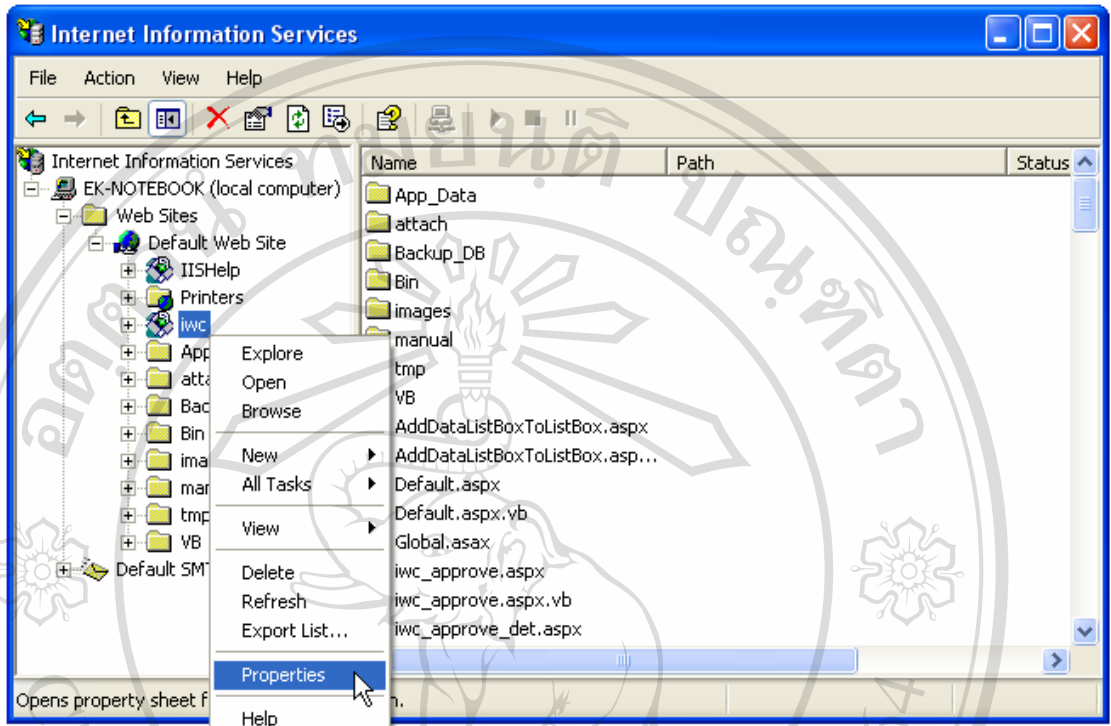 Internet Information Services
File Action View Help
Internet Information Services
EK-NOTEBOOK (local computer)
Web Sites
Default Web Site
IISHelp
Printers
iwc
App
atta
Bac
Bin
ima
mar
tmp
VB
Default SMT
Explore
Open
Browse
New
All Tasks
View
Delete
Refresh
Export List...
Properties
Help
Name Path Status
App_Data
attach
Backup_DB
Bin
images
manual
tmp
VB
AddDataListBoxToListBox.aspx
AddDataListBoxToListBox.asp...
Default.aspx
Default.aspx.vb
Global.asax
iwc_approve.aspx
iwc_approve.aspx.vb
iwc_approve_det.aspx
Opens property sheet f n.